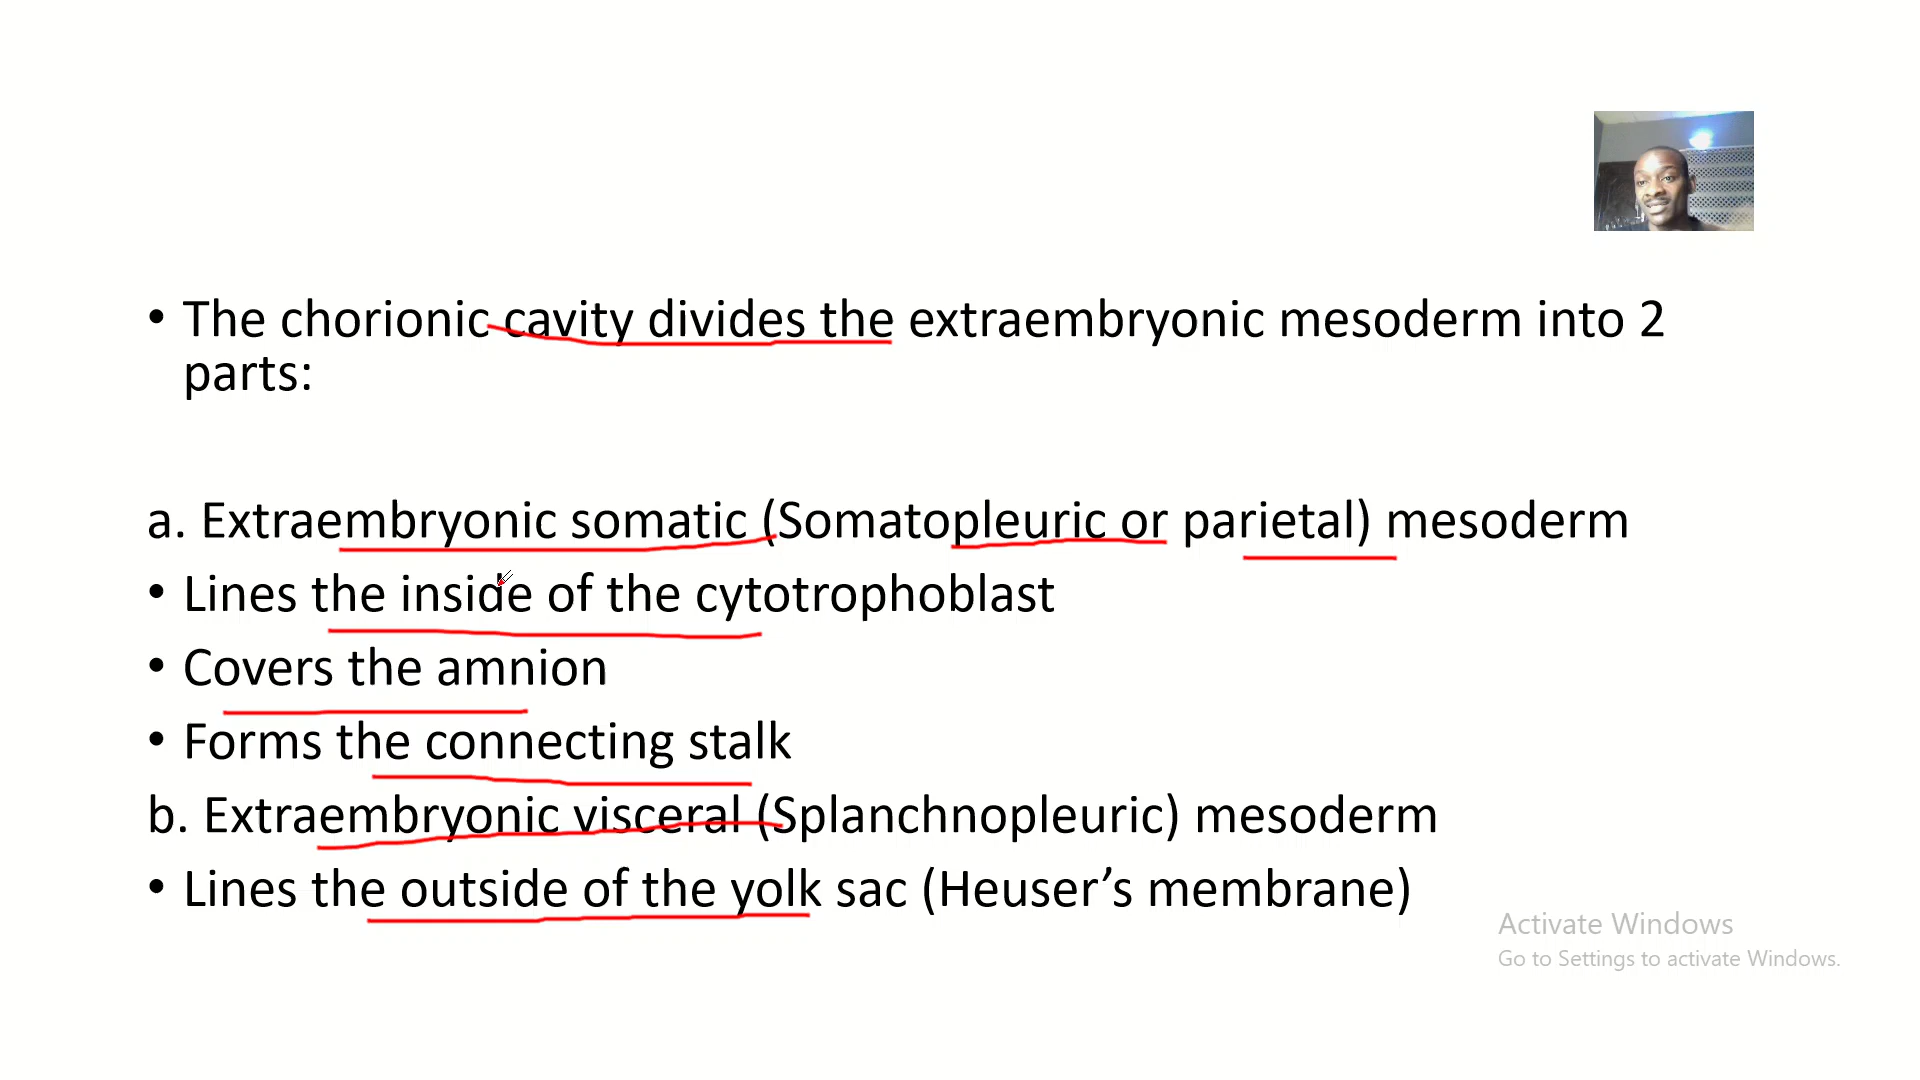 • The chorionic cavity divides the extraembryonic mesoderm into 2
parts:
a. Extraembryonic somatic (Somatopleuric or parietal) mesoderm
• Lines the inside of the cytotrophoblast
• Covers the amnion
• Forms the connecting stalk
b. Extraembryonic visceral (Splanchnopleuric) mesoderm
• Lines the outside of the yolk sac (Heuser’s membrane)
Activate Windows
Go to Settings to activate Windows.